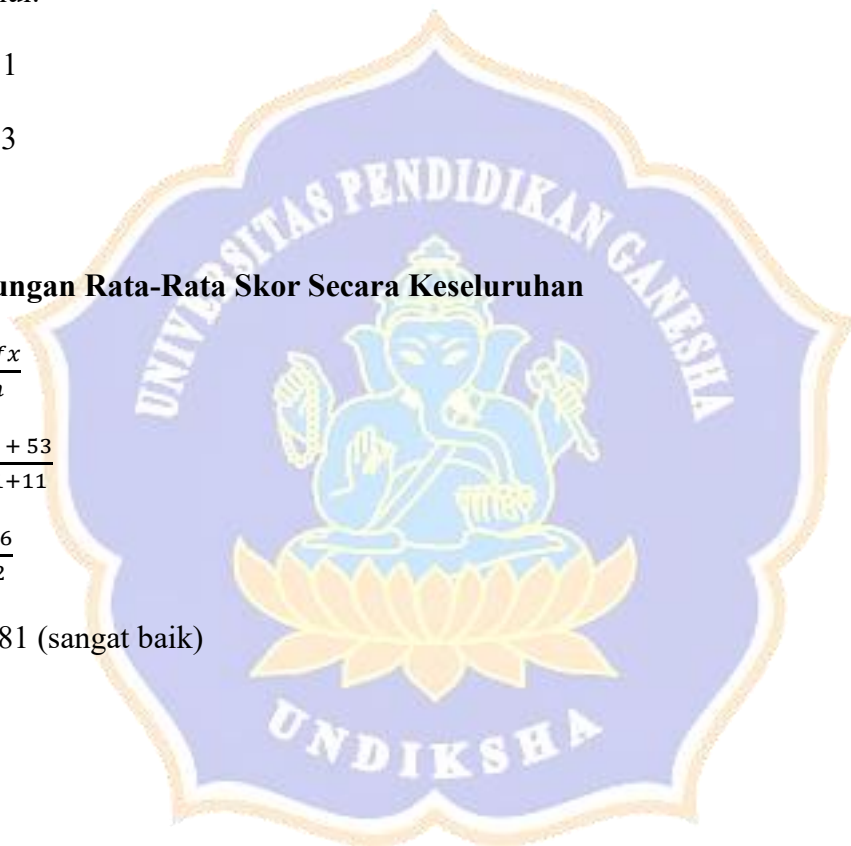 1
3
UNIVERSITAS PENDIDIKAN GANESHA
ungan Rata-Rata Skor Secara Keseluruhan
fx
+ 53
1+11
6
2
81 (sangat baik)
UNDIKSHA